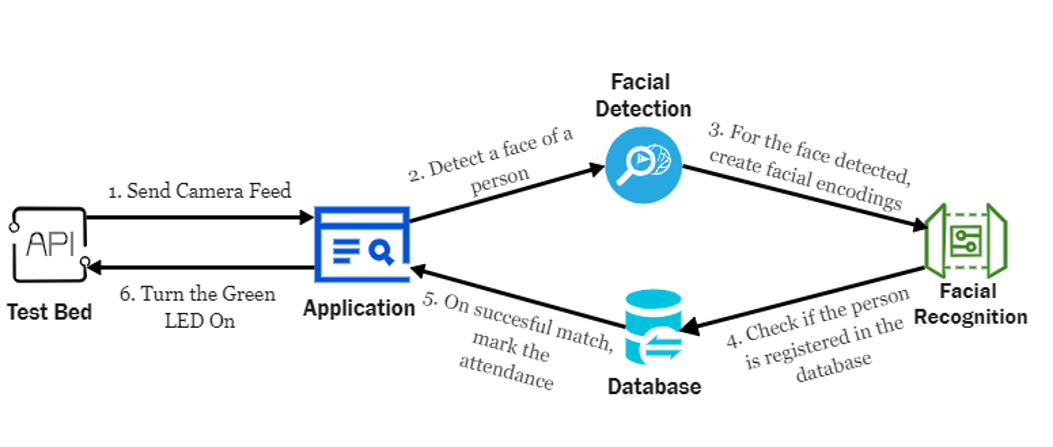 Facial
Detection
2. Detect a face of a
person
3. For the face detected,
create facial encodings
1. Send Camera Feed
API
Test Bed
6. Turn the Green
LED On
Application
5. On succesful match,
mark the
attendance
Database
4. Check if the person
is registered in the
database
Facial
Recognition